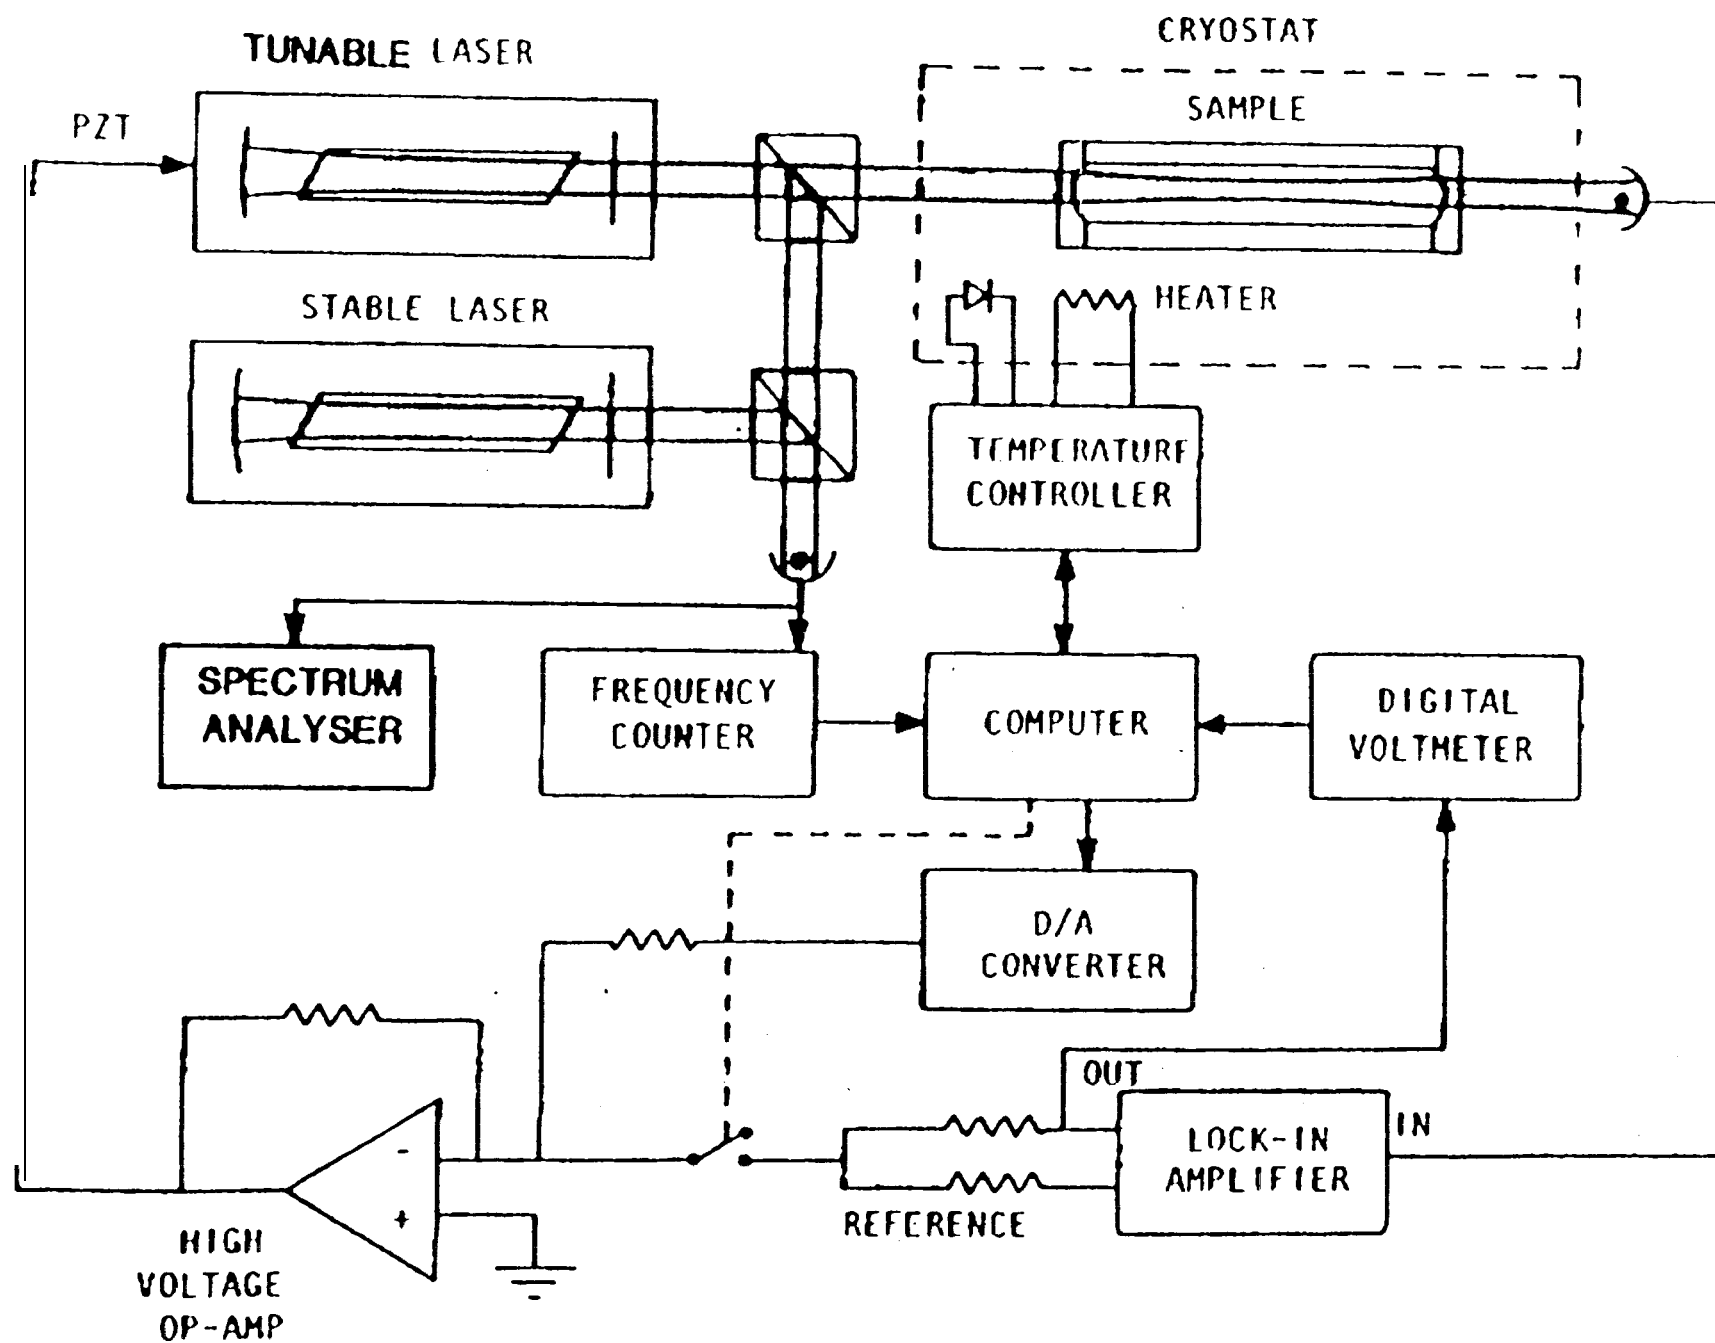 CRYOSTAT
TUNABLE LASER
PZT
SAMPLE
STABLE LASER
HEATER
TEMPERATURE
CONTROLLER
SPECTRUM
ANALYSER
FREQUENCY
COUNTER
COMPUTER
DIGITAL
VOLTMETER
D/A
CONVERTER
OUT
IN
LOCK-IN
AMPLIFIER
REFERENCE
-
+
HIGH
VOLTAGE
OP-AMP